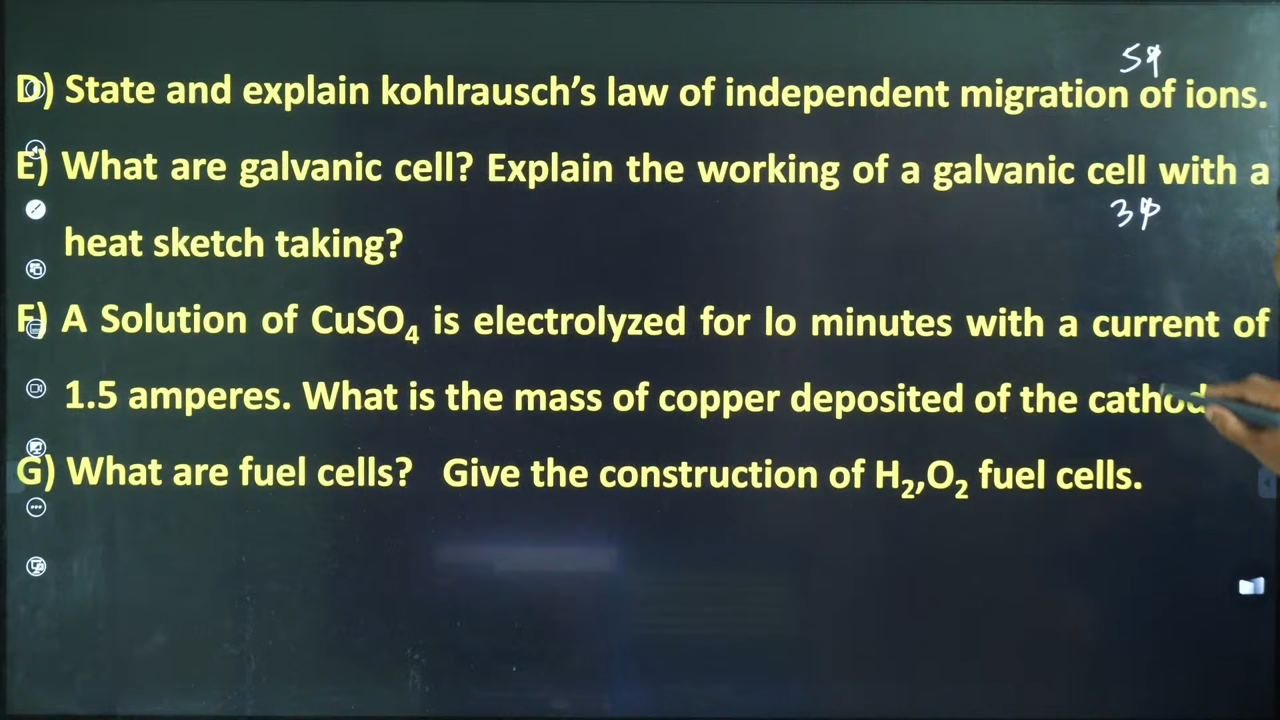 5
D) State and explain kohlrausch's law of independent migration of ions.
E) What are galvanic cell? Explain the working of a galvanic cell with a
3
heat sketch taking?
F) A Solution of CuSO₄ is electrolyzed for lo minutes with a current of
1.5 amperes. What is the mass of copper deposited of the cathod
G) What are fuel cells? Give the construction of H₂,O₂ fuel cells.